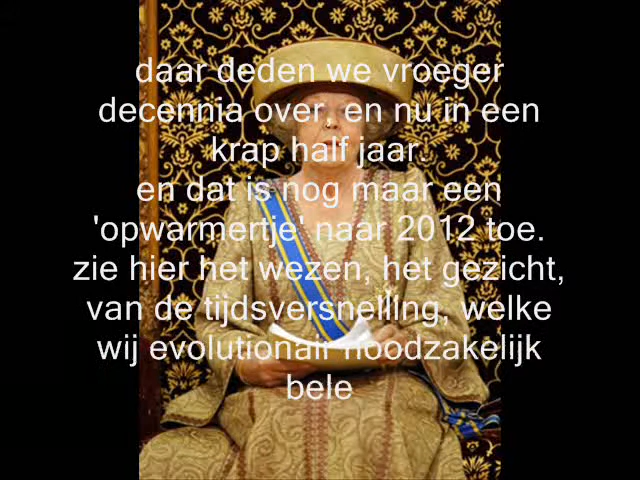 daar deden we vroeger
decennia over, en nu in een
krap half jaar.
en dat is nog maar een
'opwarmertje' naar 2012 toe.
zie hier het wezen, het gezicht,
van de tijdsversnelling, welke
wij evolutionair noodzakelijk
bele